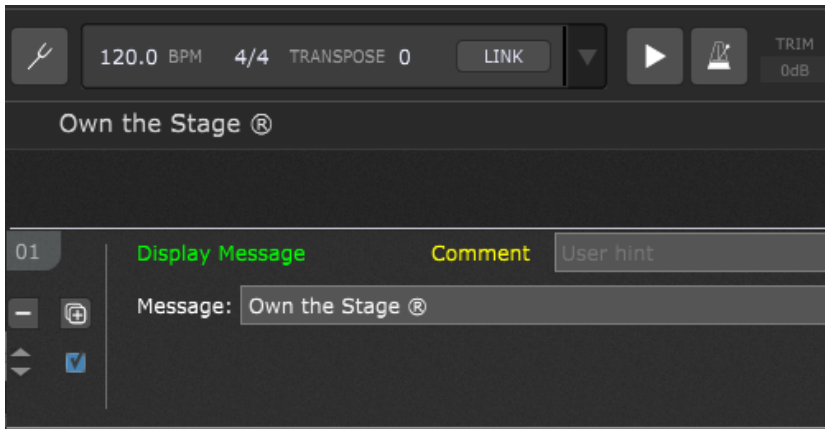 120.0 BPM 4/4 TRANSPOSE 0 LINK TRIM
0dB
Own the Stage ®
01 Display Message Comment User hint
Message: Own the Stage ®